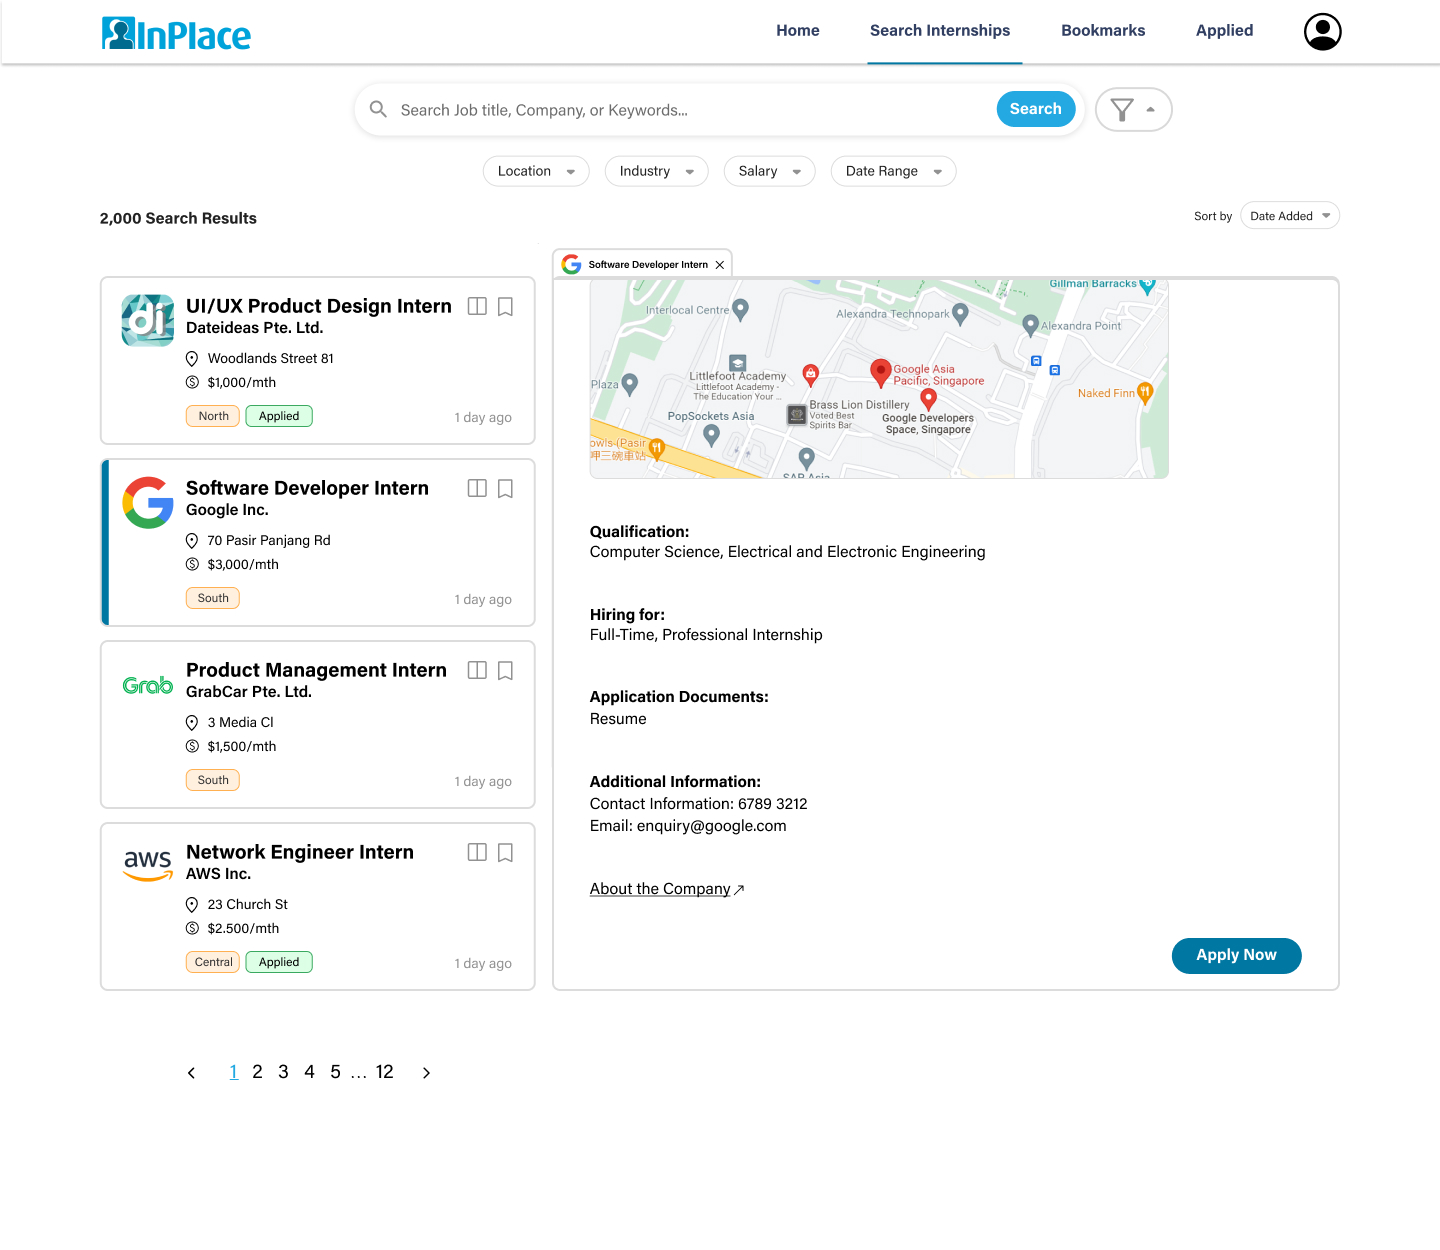 InPlace
Home
Search Internships
Bookmarks
Applied
Search Job title, Company, or Keywords...
Search
Location
Industry
Salary
Date Range
2,000 Search Results
Sort by
Date Added
di
UI/UX Product Design Intern
Dateideas Pte. Ltd.
Woodlands Street 81
$1,000/mth
North
Applied
1 day ago
Software Developer Intern
Google Inc.
70 Pasir Panjang Rd
$3,000/mth
South
1 day ago
Grab
Product Management Intern
GrabCar Pte. Ltd.
3 Media Cl
$1,500/mth
South
1 day ago
aws
Network Engineer Intern
AWS Inc.
23 Church St
$2.500/mth
Central
Applied
1 day ago
Software Developer Intern
Gillman Barracks
Interlocal Centre
Alexandra Technopark
Alexandra Point
Google Asia
Pacific, Singapore
Littlefoot Academy
Littlefoot Academy -
The Education Your ...
Plaza
Naked Finn
Brass Lion Distillery
Voted Best
Spirits Bar
Google Developers
Space, Singapore
PopSockets Asia
owls (Pasir
呷三碗車站
SAP Asia
Qualification:
Computer Science, Electrical and Electronic Engineering
Hiring for:
Full-Time, Professional Internship
Application Documents:
Resume
Additional Information:
Contact Information: 6789 3212
Email: enquiry@google.com
About the Company
Apply Now
1 2 3 4 5 ... 12